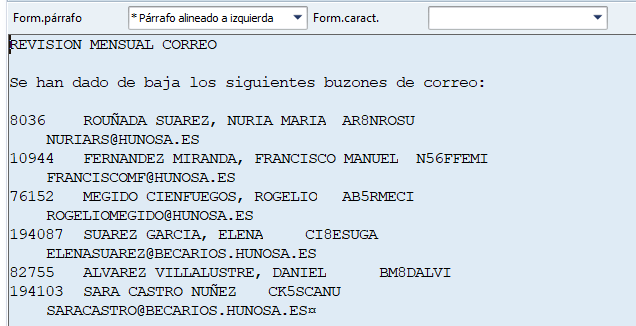 Form.párrafo * Párrafo alineado a izquierda Form.caract.
REVISION MENSUAL CORREO
Se han dado de baja los siguientes buzones de correo:
8036 ROUÑADA SUAREZ, NURIA MARIA AR8NROSU
NURIARS@HUNOSA.ES
10944 FERNANDEZ MIRANDA, FRANCISCO MANUEL N56FFEMI
FRANCISCOMF@HUNOSA.ES
76152 MEGIDO CIENFUEGOS, ROGELIO AB5RMECI
ROGELIOMEGIDO@HUNOSA.ES
194087 SUAREZ GARCIA, ELENA CI8ESUGA
ELENASUAREZ@BECARIOS.HUNOSA.ES
82755 ALVAREZ VILLALUSTRE, DANIEL BM8DALVI
194103 SARA CASTRO NUÑEZ CK5SCANU
SARACASTRO@BECARIOS.HUNOSA.ES¤